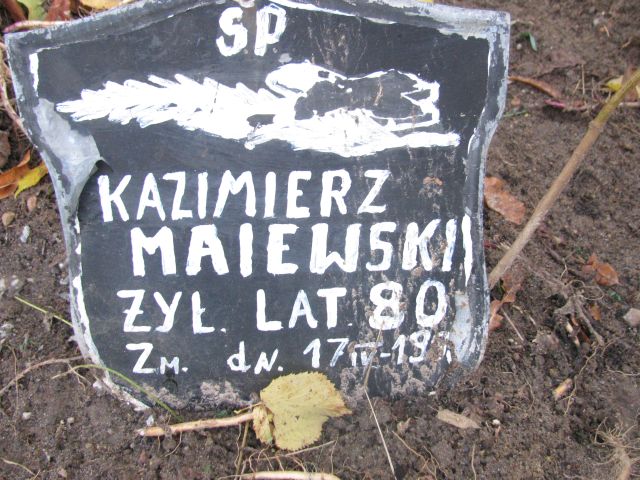 SP
KAZIMIERZ
MAIEWSKI
ZYŁ. LAT. 80
Zm. dN. 17 IV-19